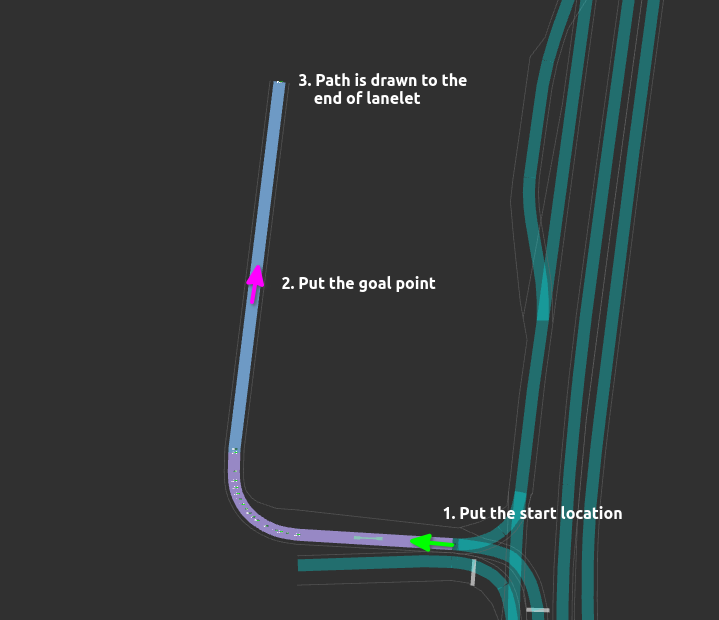 3. Path is drawn to the
end of lanelet
2. Put the goal point
1. Put the start location